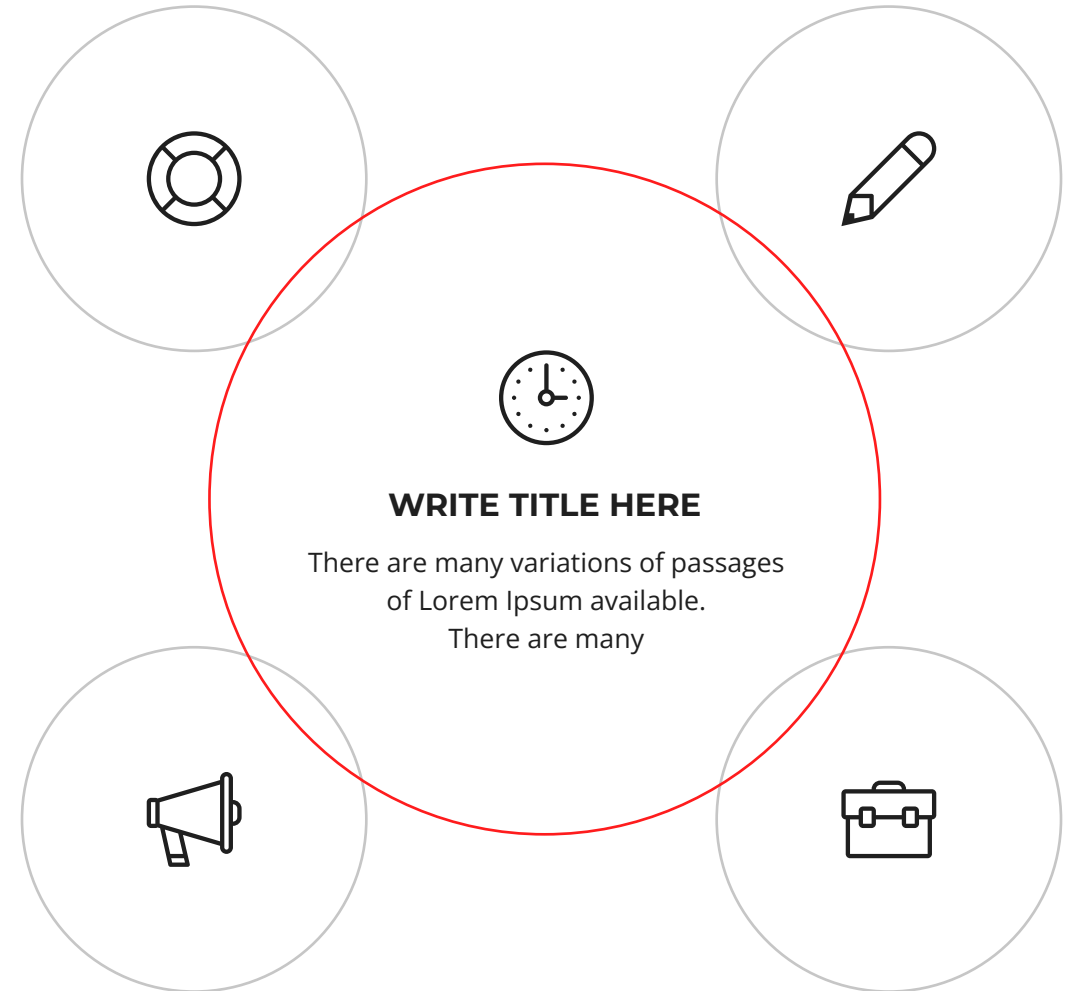 WRITE TITLE HERE
There are many variations of passages
of Lorem Ipsum available.
There are many